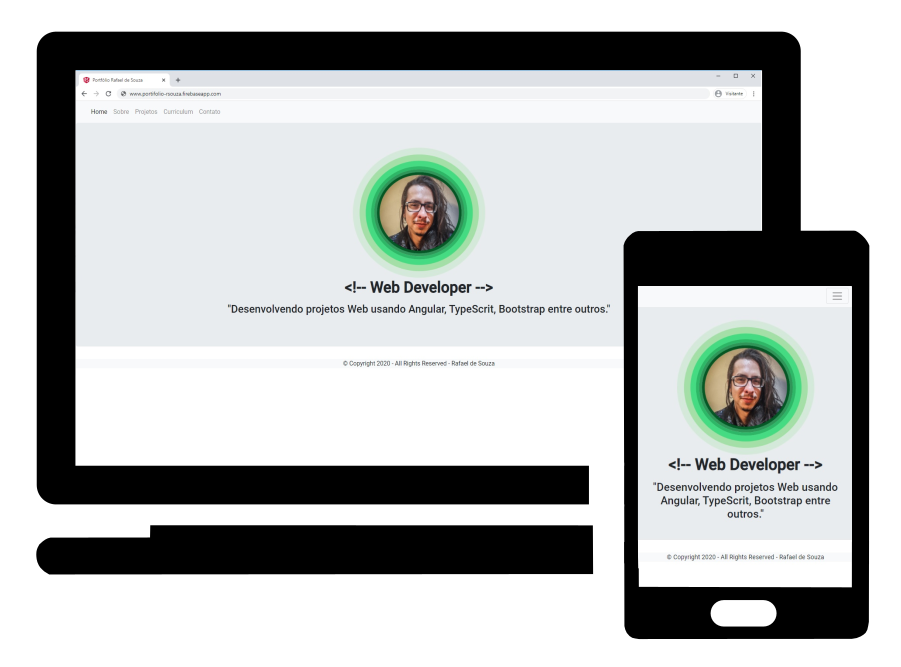 Portfólio Rafael de Souza
www.portifolio-rsouza.firebaseapp.com
Visitante
Home Sobre Projetos Curriculum Contato
<!-- Web Developer -->
"Desenvolvendo projetos Web usando Angular, TypeScrit, Bootstrap entre outros."
© Copyright 2020 - All Rights Reserved - Rafael de Souza
<!-- Web Developer -->
"Desenvolvendo projetos Web usando
Angular, TypeScrit, Bootstrap entre
outros."
© Copyright 2020 - All Rights Reserved - Rafael de Souza